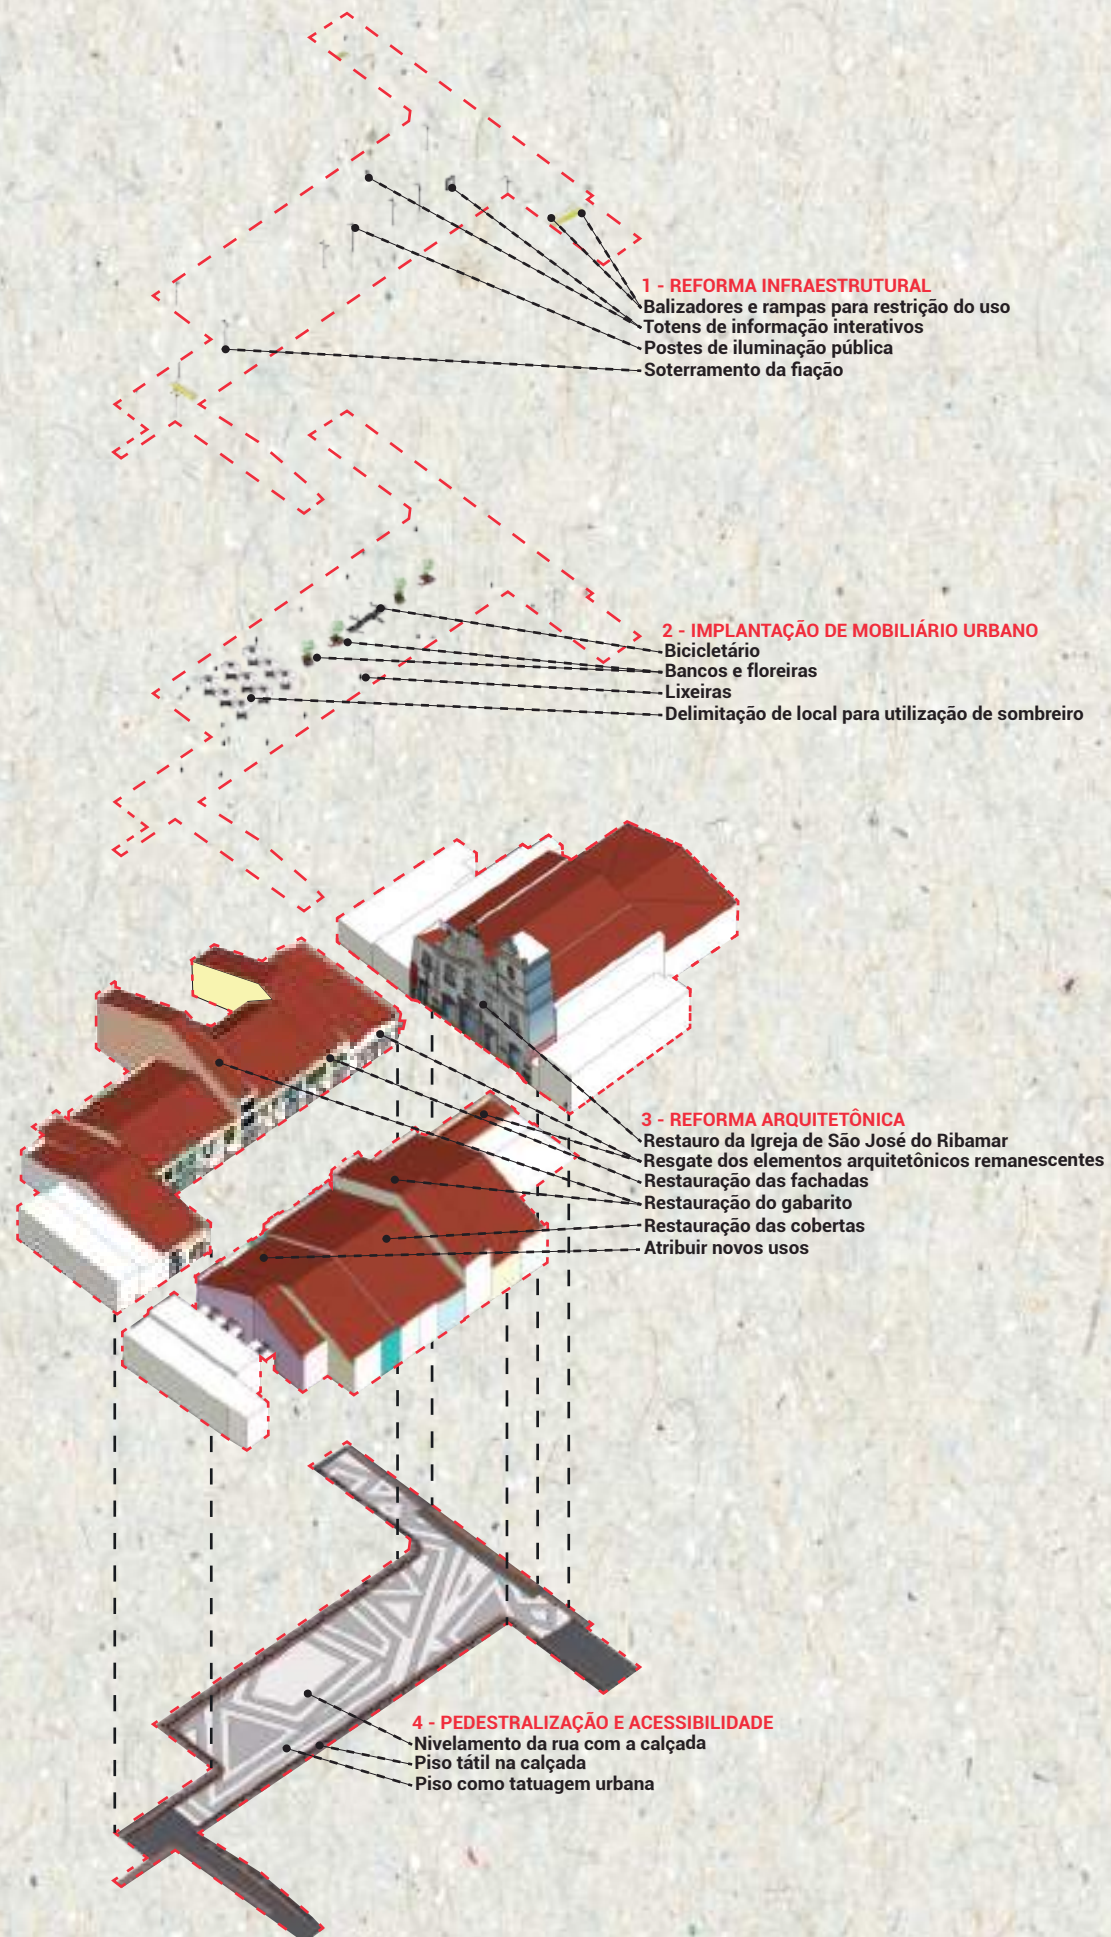 1 - REFORMA INFRAESTRUTURAL
Balizadores e rampas para restrição do uso
Totens de informação interativos
Postes de iluminação pública
Soterramento da fiação
2 - IMPLANTAÇÃO DE MOBILIÁRIO URBANO
Bicicletário
Bancos e floreiras
Lixeiras
Delimitação de local para utilização de sombreiro
3 - REFORMA ARQUITETÔNICA
Restauro da Igreja de São José do Ribamar
Resgate dos elementos arquitetônicos remanescentes
Restauração das fachadas
Restauração do gabarito
Restauração das cobertas
Atribuir novos usos
4 - PEDESTRALIZAÇÃO E ACESSIBILIDADE
Nivelamento da rua com a calçada
Piso tátil na calçada
Piso como tatuagem urbana